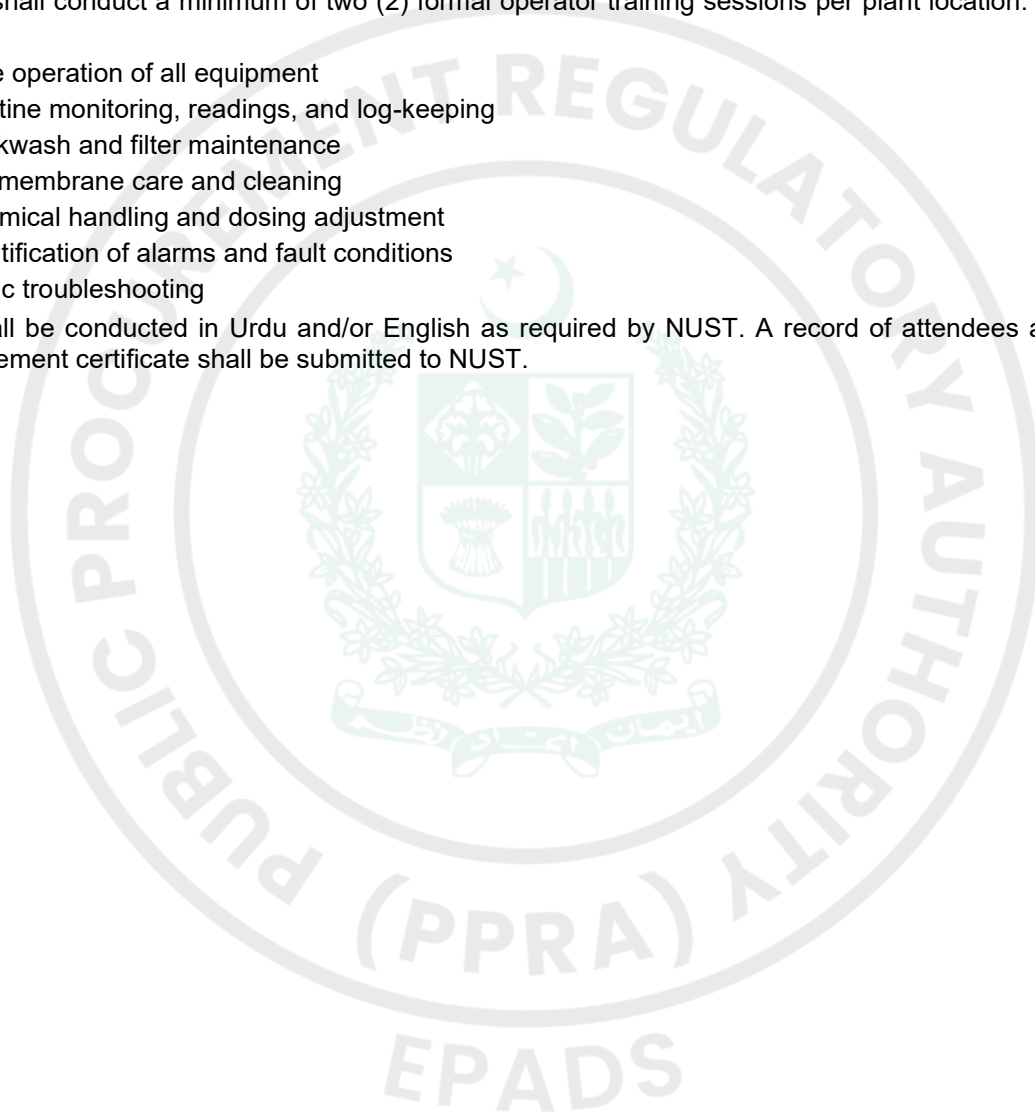 shall conduct a minimum of two (2) formal operator training sessions per plant location.
e operation of all equipment
tine monitoring, readings, and log-keeping
kwash and filter maintenance
membrane care and cleaning
mical handling and dosing adjustment
tification of alarms and fault conditions
c troubleshooting
all be conducted in Urdu and/or English as required by NUST. A record of attendees a
ement certificate shall be submitted to NUST.
PUBLIC PROCUREMENT REGULATORY AUTHORITY
(PPRA)
EPADS